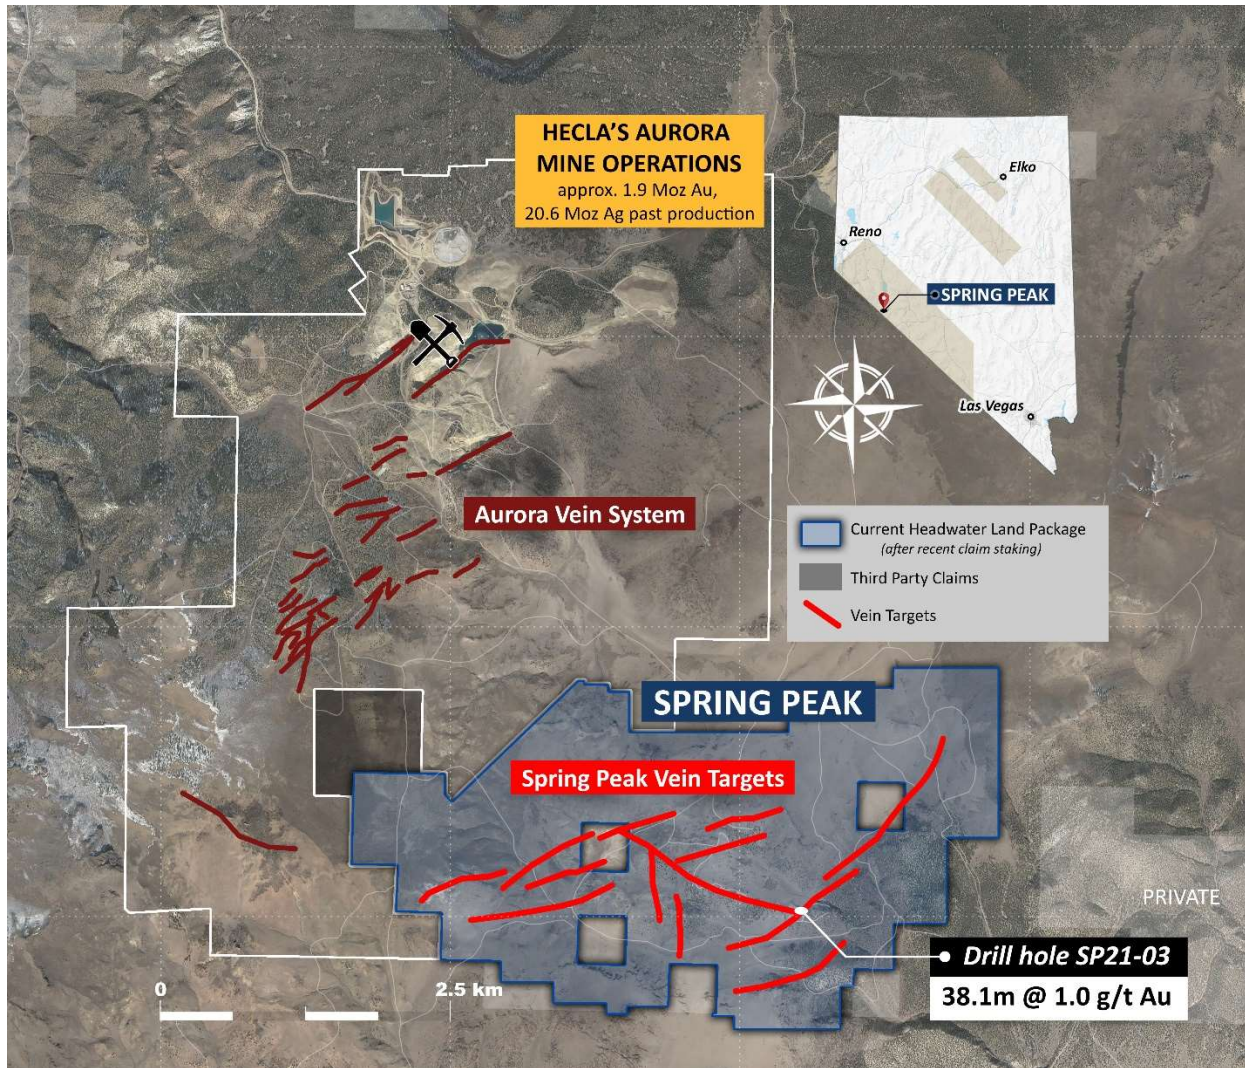 HECLA'S AURORA
MINE OPERATIONS
approx. 1.9 Moz Au,
20.6 Moz Ag past production
Elko
Reno
SPRING PEAK
Las Vegas
Aurora Vein System
Current Headwater Land Package
(after recent claim staking)
Third Party Claims
Vein Targets
SPRING PEAK
Spring Peak Vein Targets
PRIVATE
Drill hole SP21-03
38.1m @ 1.0 g/t Au
0
2.5 km